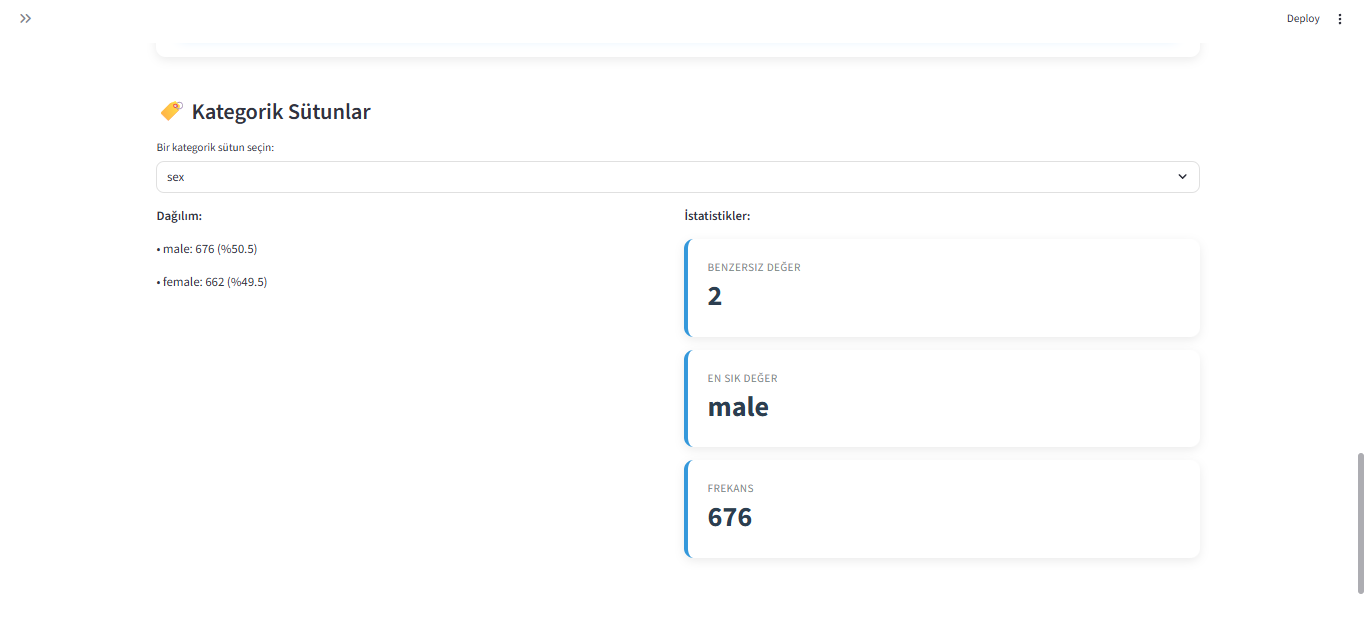 Deploy
Kategorik Sütunlar
Bir kategorik sütun seçin:
sex
Dağılım:
• male: 676 (%50.5)
• female: 662 (%49.5)
İstatistikler:
BENZERSIZ DEĞER
2
EN SIK DEĞER
male
FREKANS
676